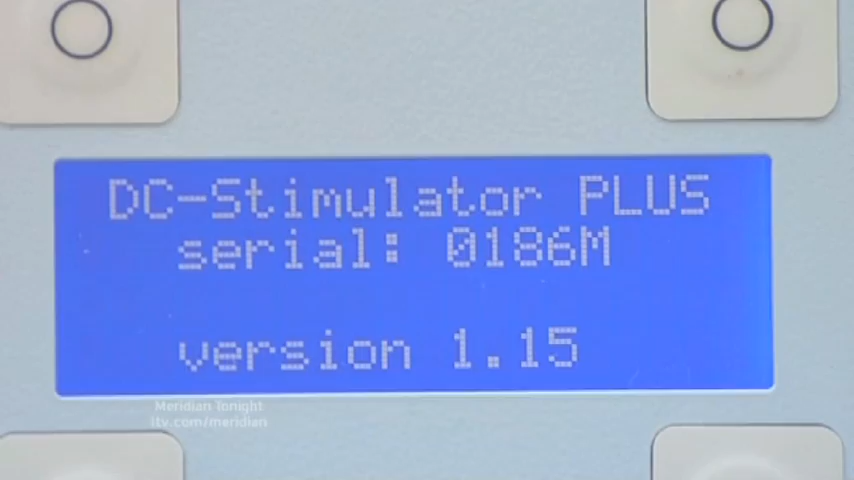 DC-Stimulator PLUS
serial: 0186M
version 1.15
Meridian Tonight
itv.com/meridian